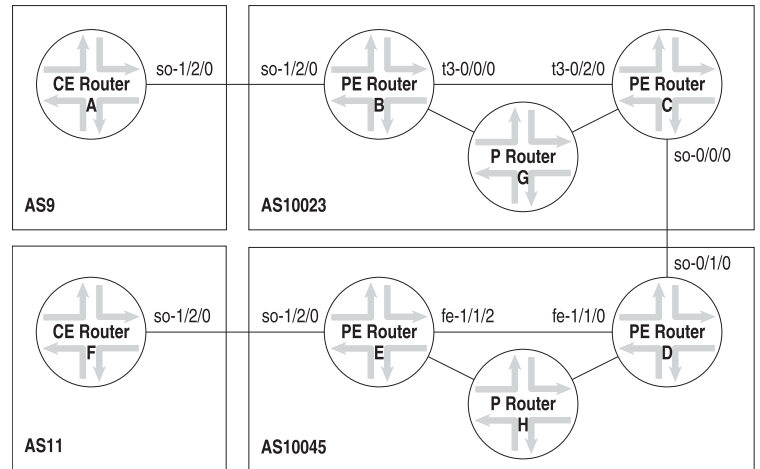 so-1/2/0
so-1/2/0
t3-0/0/0
t3-0/2/0
CE Router
A
PE Router
B
PE Router
C
P Router
G
so-0/0/0
AS9
AS10023
so-0/1/0
so-1/2/0
so-1/2/0
fe-1/1/2
fe-1/1/0
CE Router
F
PE Router
E
PE Router
D
P Router
H
AS11
AS10045